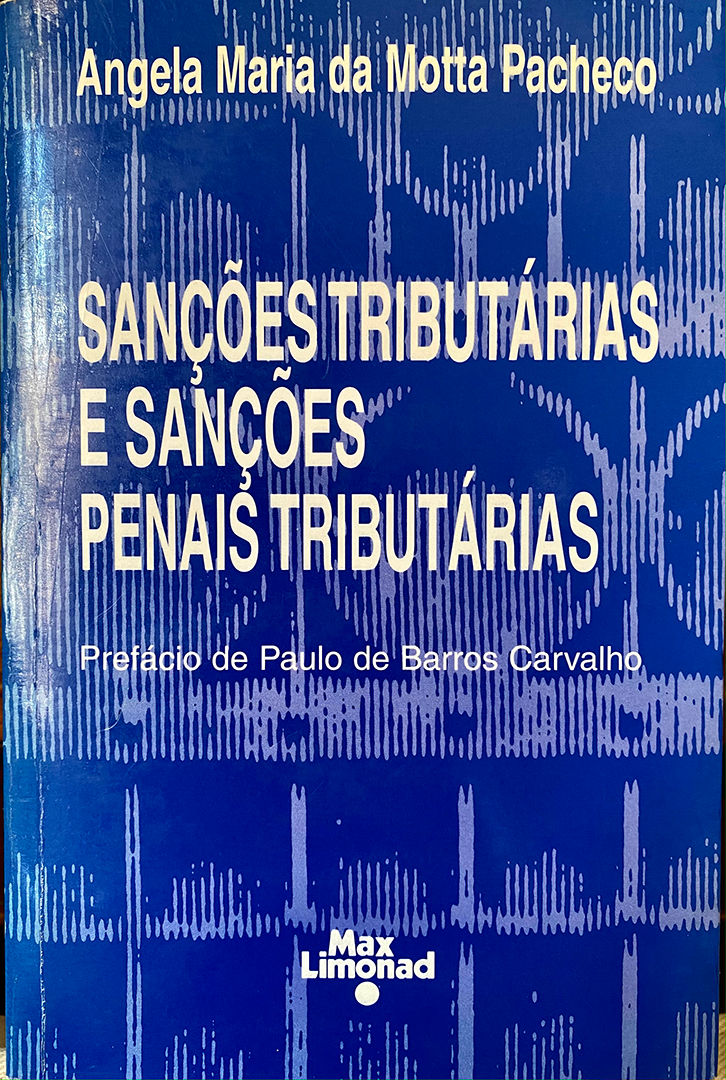 Angela Maria da Motta Pacheco
SANÇÕES TRIBUTÁRIAS
E SANÇÕES
PENAIS TRIBUTÁRIAS
Prefácio de Paulo de Barros Carvalho
Max
Limonad